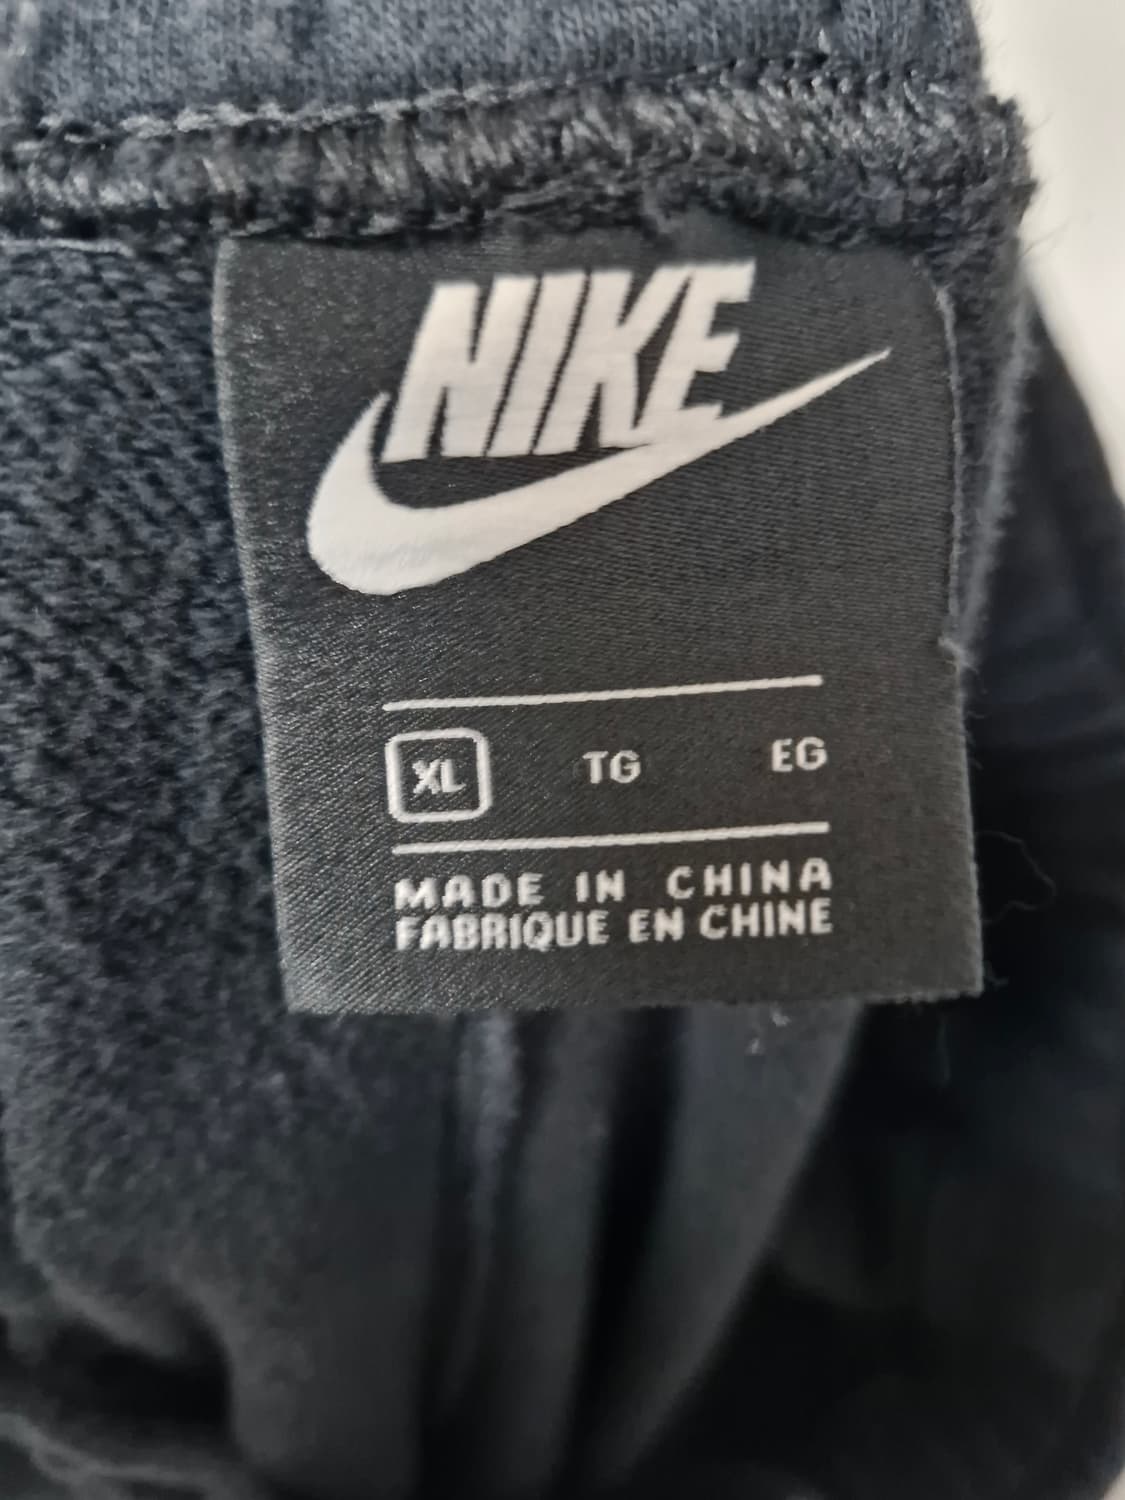 NIKE
XL TG EG
MADE IN CHINA
FABRIQUE EN CHINE